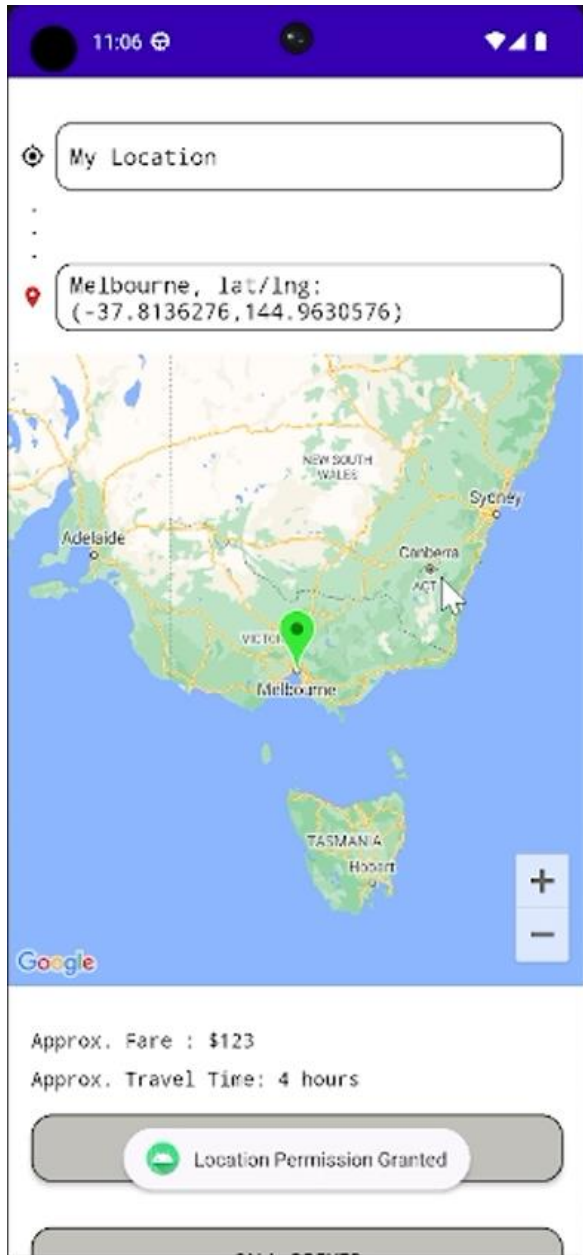 11:06
My Location
Melbourne, lat/lng:
(-37.8136276,144.9630576)
NEW SOUTH
WALES
Sydney
Adelaide
Canberra
ACT
Melbourne
TASMANIA
Hobart
Google
Approx. Fare : $123
Approx. Travel Time: 4 hours
Location Permission Granted